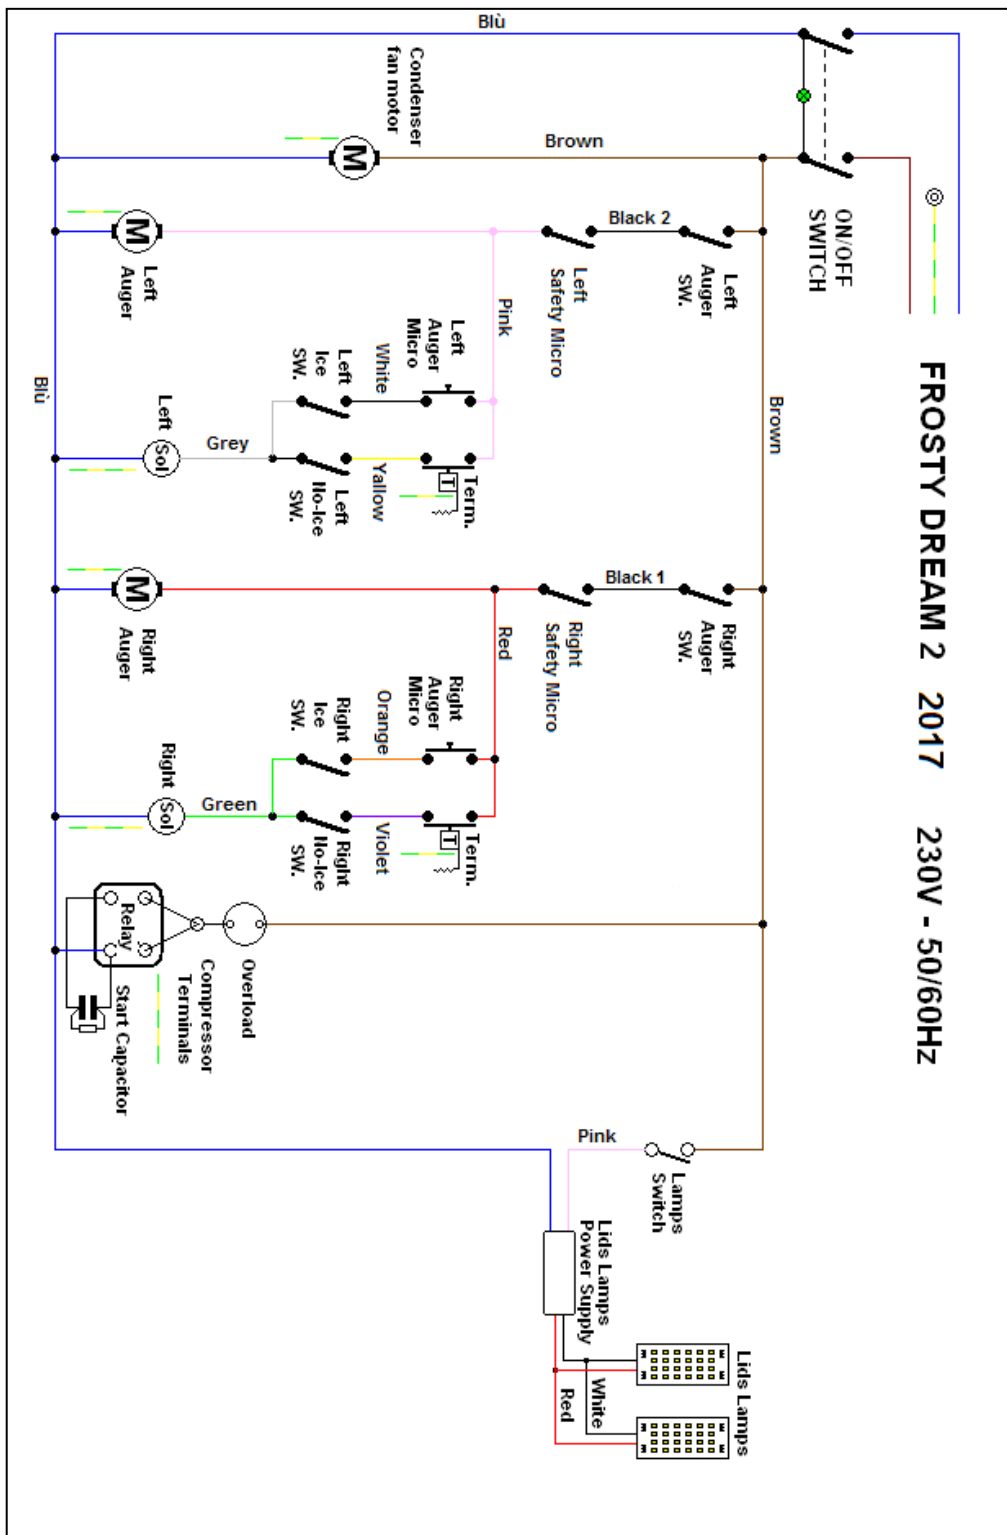 FROSTY DREAM 2 2017 230V - 50/60Hz
Blù
ON/OFF
SWITCH
Condenser
fan motor
M
Brown
Left
Auger
M
Left
Safety Micro
Black 2
Left
Auger
SW.
Pink
Left
Auger
Micro
White
Left
Ice
SW.
Blù
Brown
Left
Sol
Grey
Left
No-Ice
SW.
Yallow
Term.
T
Right
Auger
M
Right
Safety Micro
Black 1
Right
Auger
SW.
Red
Right
Auger
Micro
Orange
Right
Ice
SW.
Right
Sol
Green
Right
No-Ice
SW.
Violet
Term.
T
Relay
Overload
Compressor
Terminals
Start Capacitor
Pink
Lamps
Switch
Lids Lamps
Power Supply
Lids Lamps
White
Red